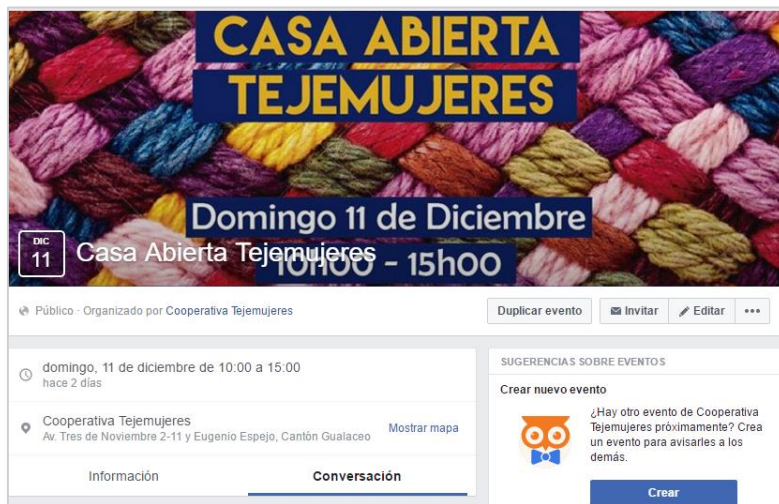 CASA ABIERTA
TEJEMUJERES
Domingo 11 de Diciembre
10h00 - 15h00
DIC
11
Casa Abierta Tejemujeres
Público · Organizado por Cooperativa Tejemujeres
Duplicar evento
Invitar
Editar
domingo, 11 de diciembre de 10:00 a 15:00
hace 2 días
Cooperativa Tejemujeres
Av. Tres de Noviembre 2-11 y Eugenio Espejo, Cantón Gualaceo
Mostrar mapa
Información
Conversación
SUGERENCIAS SOBRE EVENTOS
Crear nuevo evento
¿Hay otro evento de Cooperativa
Tejemujeres próximamente? Crea
un evento para avisarles a los
demás.
Crear